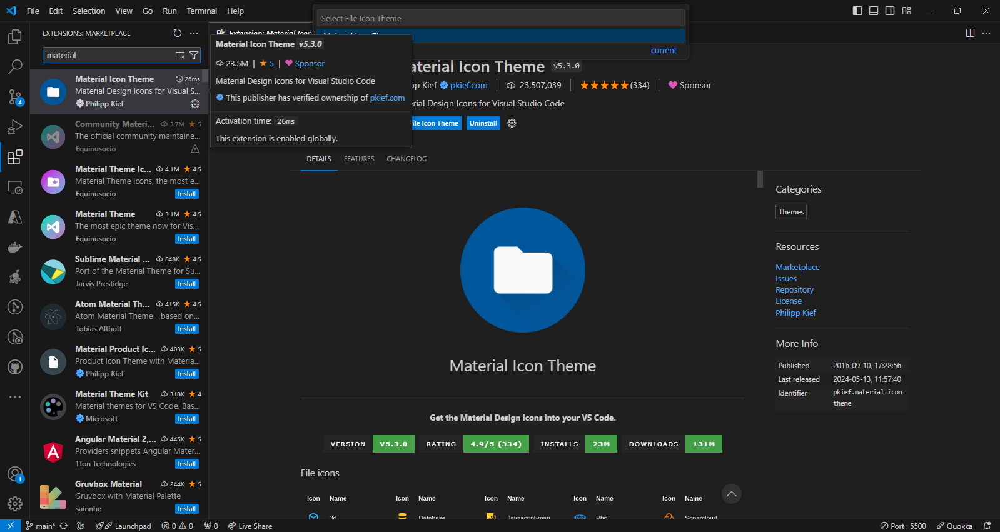 File Edit Selection View Go Run Terminal Help
Select File Icon Theme
current
EXTENSIONS: MARKETPLACE
material
Material Icon Theme 26ms
Material Design Icons for Visual S...
Philipp Kief
Community Materi... 3.7M 5
The official community maintaine...
Equinusocio
Material Theme Ic... 4.1M 4.5
Material Theme Icons, the most e...
Equinusocio Install
Material Theme 3.1M 4.5
The most epic theme now for Vis...
Equinusocio Install
Sublime Material ... 848K 4.5
Port of the Material Theme for Su...
Jarvis Prestidge Install
Atom Material Th... 415K 4.5
Atom Material Theme - based on...
Tobias Althoff Install
Material Product Ic... 403K 5
Product Icon Theme with Materia...
Philipp Kief Install
Material Theme Kit 318K 4
Material themes for VS Code. Bas...
Microsoft Install
Angular Material 2,... 445K 5
Providers snippets Angular Mater...
1Ton Technologies Install
Gruvbox Material 244K 5
Gruvbox with Material Palette
sainnhe Install
4
1
Extension: Material Icon
Material Icon Theme v5.3.0
23.5M | 5 | Sponsor
Material Design Icons for Visual Studio Code
This publisher has verified ownership of pkief.com
Activation time: 26ms
This extension is enabled globally.
aterial Icon Theme v5.3.0
pp Kief pkief.com 23,507,039 (334) Sponsor
erial Design Icons for Visual Studio Code
ile Icon Theme Uninstall
DETAILS FEATURES CHANGELOG
Material Icon Theme
Get the Material Design icons into your VS Code.
VERSION V5.3.0 RATING 4.9/5 (334) INSTALLS 23M DOWNLOADS 131M
File icons
Icon Name Icon Name Icon Name Icon Name Icon Name
3d Database Javascript-map Php Sonarcloud
Categories
Themes
Resources
Marketplace
Issues
Repository
License
Philipp Kief
More Info
Published 2016-09-10, 17:28:56
Last released 2024-05-13, 11:57:40
Identifier pkief.material-icon-
theme
main* Launchpad 0 0 0 Live Share Port : 5500 Quokka